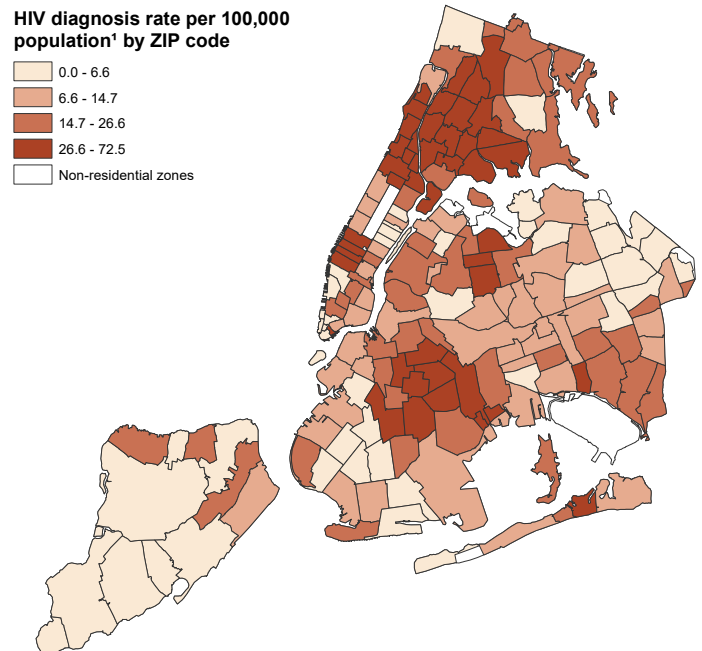 HIV diagnosis rate per 100,000
population¹ by ZIP code
0.0 - 6.6
6.6 - 14.7
14.7 - 26.6
26.6 - 72.5
Non-residential zones